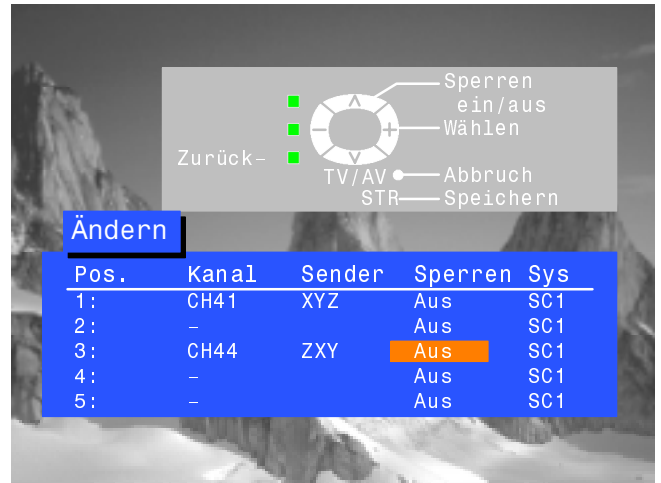 Sperren
ein/aus
Wählen
Zurück–
TV/AV
Abbruch
STR
Speichern
Ändern
Pos. Kanal Sender Sperren Sys
1: CH41 XYZ Aus SC1
2: – Aus SC1
3: CH44 ZXY Aus SC1
4: – Aus SC1
5: – Aus SC1